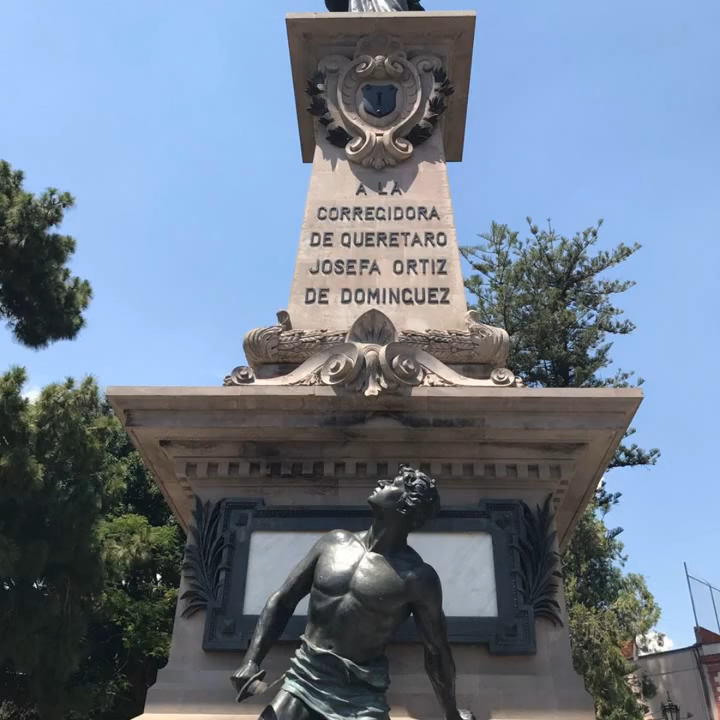 A LA
CORREGIDORA
DE QUERETARO
JOSEFA ORTIZ
DE DOMINGUEZ